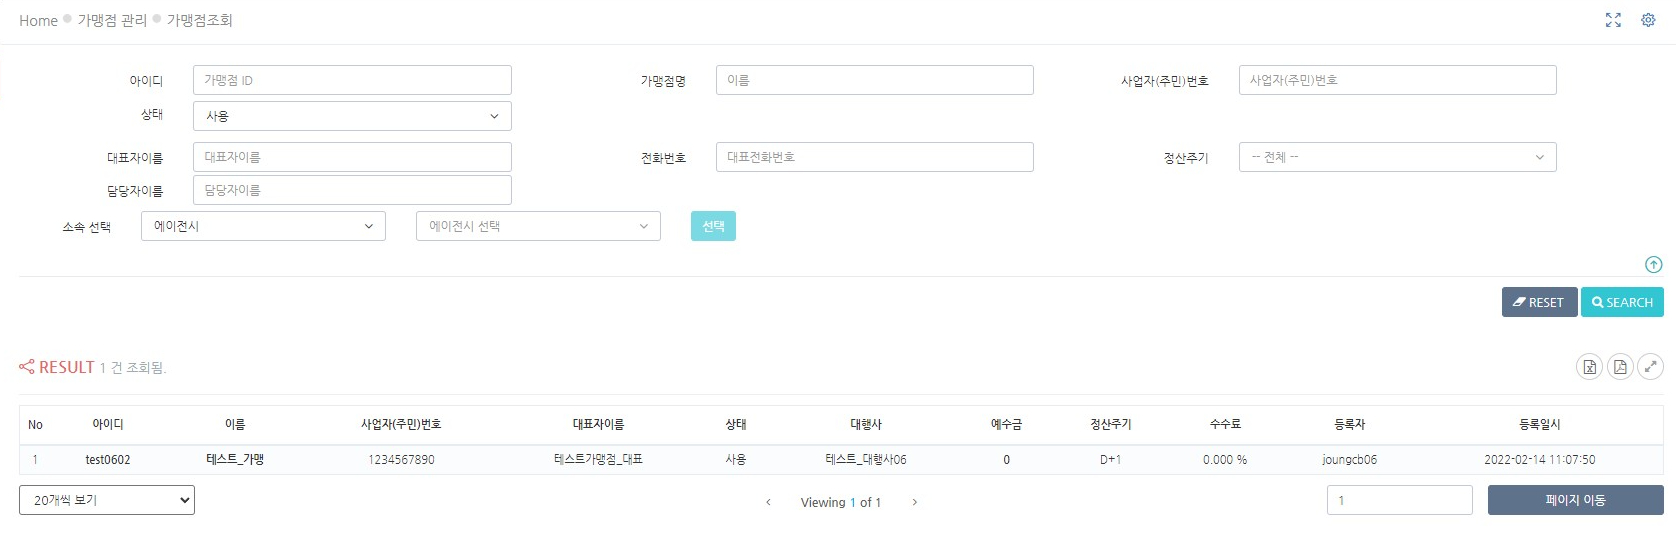 Home 가맹점 관리 가맹점조회
아이디 가맹점 ID 가맹점명 이름 사업자(주민)번호 사업자(주민)번호
상태 사용
대표자이름 대표자이름 전화번호 대표전화번호 정산주기 -- 전체 --
담당자이름 담당자이름
소속 선택 에이전시 에이전시 선택 선택
RESET SEARCH
RESULT 1 건 조회됨.
No 아이디 이름 사업자(주민)번호 대표자이름 상태 대행사 예수금 정산주기 수수료 등록자 등록일시
1 test0602 테스트_가맹 1234567890 테스트가맹점_대표 사용 테스트_대행사06 0 D+1 0.000 % joungcb06 2022-02-14 11:07:50
20개씩 보기 Viewing 1 of 1 1 페이지 이동